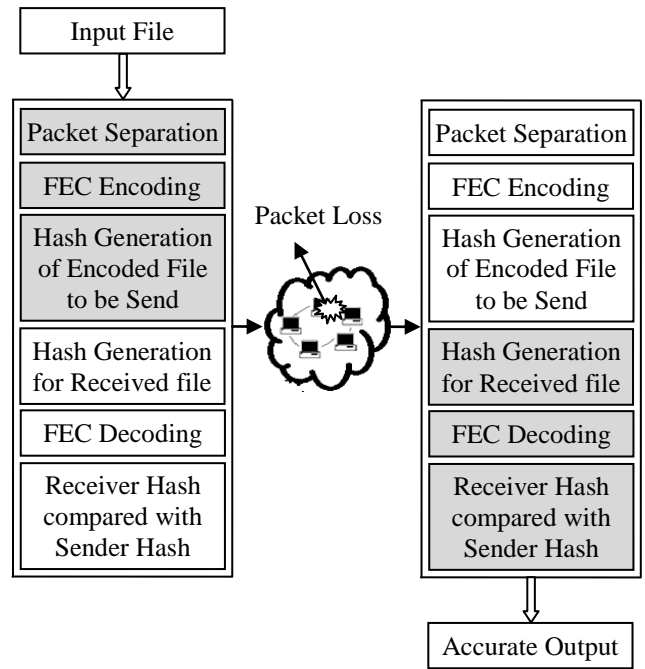 Input File
Packet Separation
FEC Encoding
Hash Generation
of Encoded File
to be Send
Hash Generation
for Received file
FEC Decoding
Receiver Hash
compared with
Sender Hash
Packet Loss
Packet Separation
FEC Encoding
Hash Generation
of Encoded File
to be Send
Hash Generation
for Received file
FEC Decoding
Receiver Hash
compared with
Sender Hash
Accurate Output